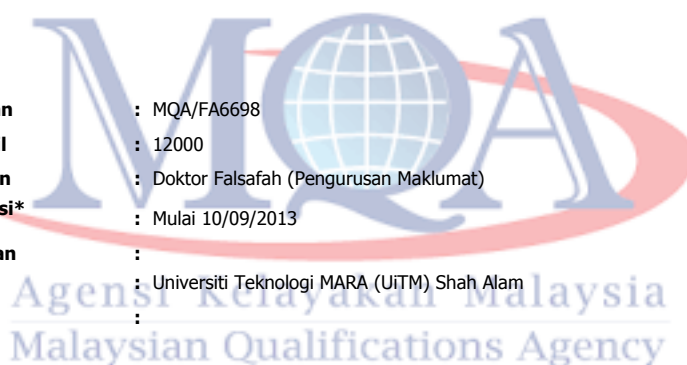 MQA
an : MQA/FA6698
l : 12000
n : Doktor Falsafah (Pengurusan Maklumat)
si* : Mulai 10/09/2013
an :
: Universiti Teknologi MARA (UiTM) Shah Alam
:
Agensi Kelayakan Malaysia
Malaysian Qualifications Agency